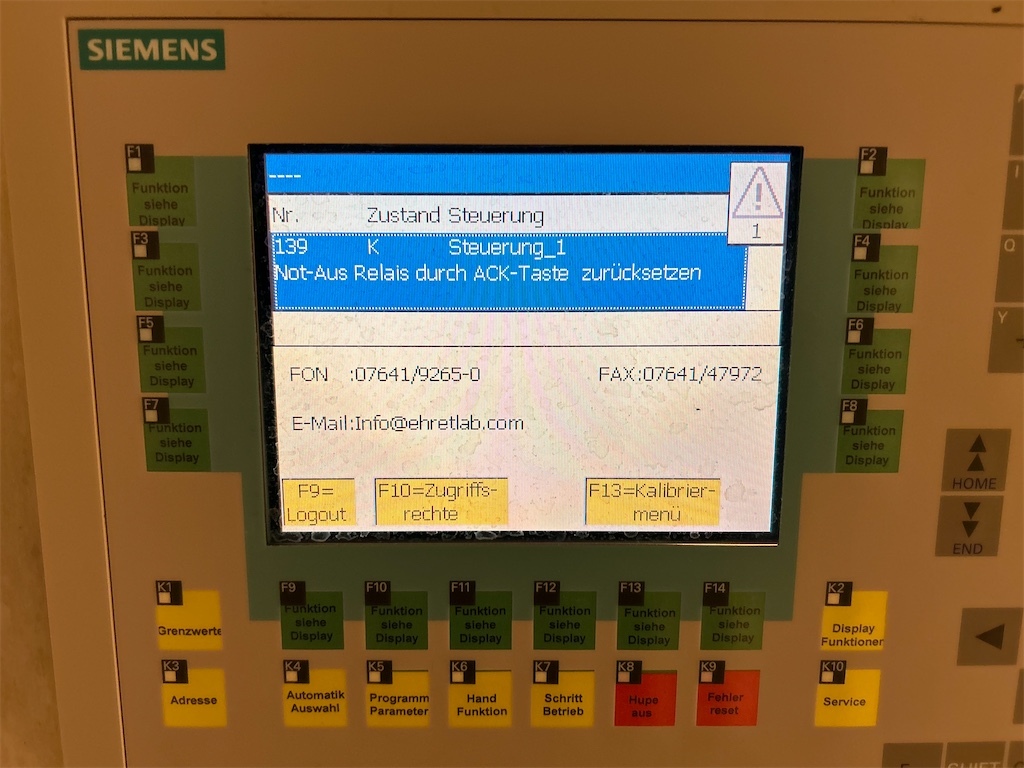 SIEMENS
F1
Funktion
siehe
Display
F2
Funktion
siehe
Display
F3
Funktion
siehe
Display
F4
Funktion
siehe
Display
F5
Funktion
siehe
Display
F6
Funktion
siehe
Display
F7
Funktion
siehe
Display
F8
Funktion
siehe
Display
----
Nr. Zustand Steuerung
1
139 K Steuerung_1
Not-Aus Relais durch ACK-Taste zurücksetzen
FON :07641/9265-0 FAX:07641/47972
E-Mail:Info@ehretlab.com
F9=
Logout
F10=Zugriffs-
rechte
F13=Kalibrier-
menü
Q
Y
HOME
END
K1
Grenzwerte
F9
Funktion
siehe
Display
F10
Funktion
siehe
Display
F11
Funktion
siehe
Display
F12
Funktion
siehe
Display
F13
Funktion
siehe
Display
F14
Funktion
siehe
Display
K2
Display
Funktionen
K3
Adresse
K4
Automatik
Auswahl
K5
Programm
Parameter
K6
Hand
Funktion
K7
Schritt
Betrieb
K8
Hupe
aus
K9
Fehler
reset
K10
Service